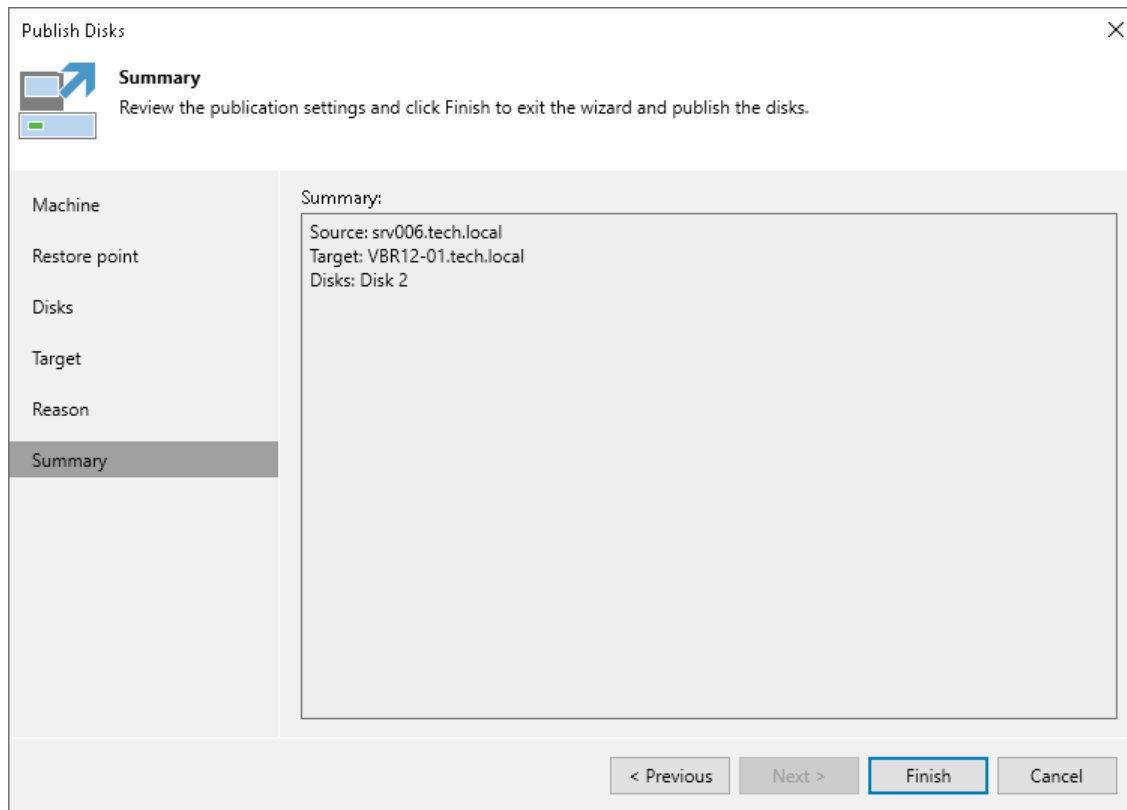 Publish Disks
Summary
Review the publication settings and click Finish to exit the wizard and publish the disks.
Machine
Restore point
Disks
Target
Reason
Summary
Summary:
Source: srv006.tech.local
Target: VBR12-01.tech.local
Disks: Disk 2
< Previous
Next >
Finish
Cancel